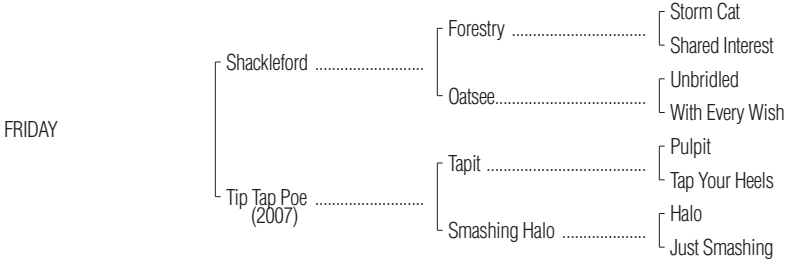 Storm Cat
Forestry ................................
Shared Interest
Shackleford ..........................
Unbridled
Oatsee....................................
With Every Wish
FRIDAY
Pulpit
Tapit ......................................
Tap Your Heels
Tip Tap Poe ..........................
(2007)
Halo
Smashing Halo ....................
Just Smashing